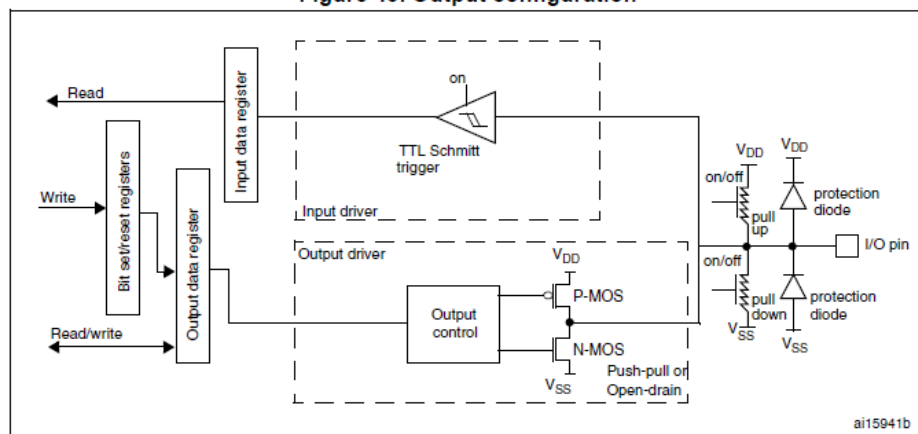 Figure 19. Output configuration
on
Read
Input data register
TTL Schmitt
trigger
Input driver
Write
Bit set/reset registers
Output data register
Read/write
Output driver
VDD
P-MOS
Output
control
N-MOS
VSS
Push-pull or
Open-drain
VDD
on/off
pull
up
on/off
pull
down
VSS
VDD
protection
diode
I/O pin
protection
diode
VSS
ai15941b